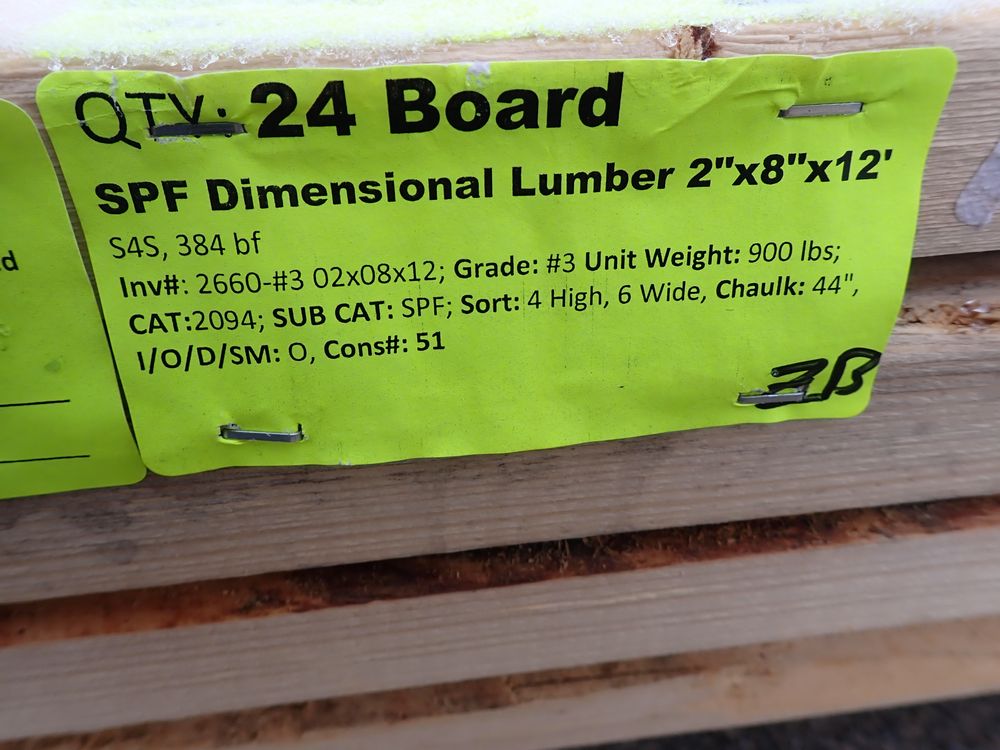 QTY: 24 Board
SPF Dimensional Lumber 2"x8"x12'
S4S, 384 bf
Inv#: 2660-#3 02x08x12; Grade: #3 Unit Weight: 900 lbs;
CAT:2094; SUB CAT: SPF; Sort: 4 High, 6 Wide, Chaulk: 44",
I/O/D/SM: O, Cons#: 51
3B
d